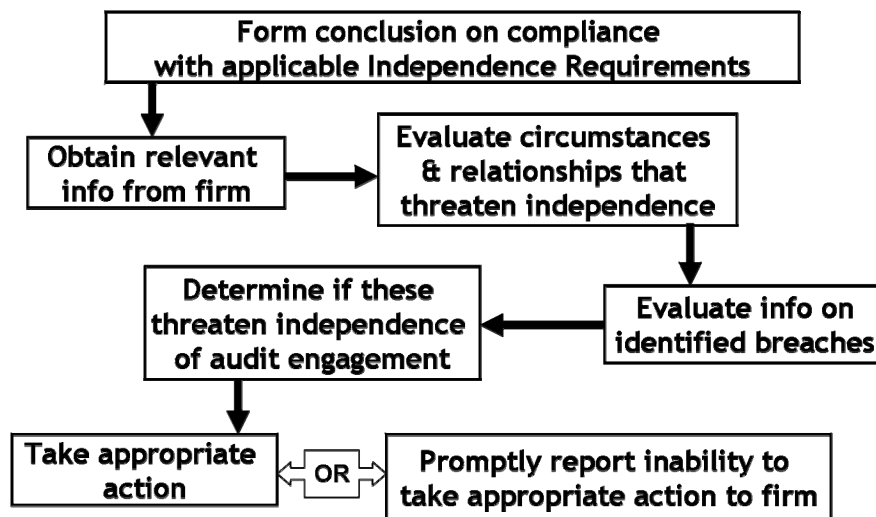 Form conclusion on compliance
with applicable Independence Requirements
Obtain relevant
info from firm
Evaluate circumstances
& relationships that
threaten independence
Evaluate info on
identified breaches
Determine if these
threaten independence
of audit engagement
Take appropriate
action
OR
Promptly report inability to
take appropriate action to firm